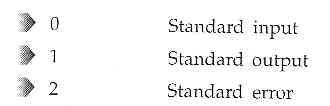 0 Standard input
1 Standard output
2 Standard error